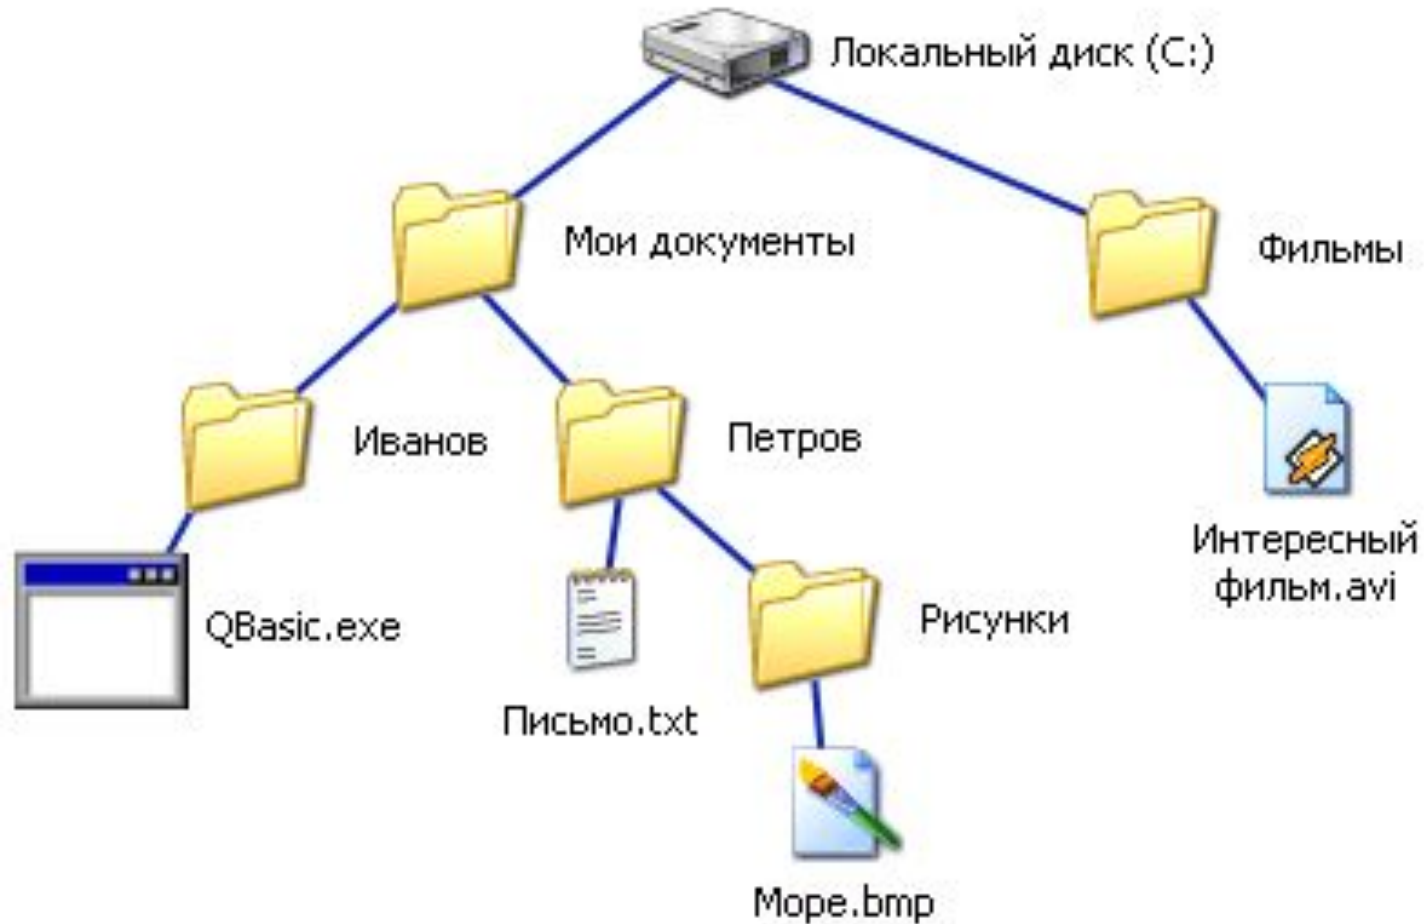 Локальный диск (C:)
Мои документы
Фильмы
Иванов
Петров
Интересный
фильм.avi
QBasic.exe
Рисунки
Письмо.txt
Море.bmp